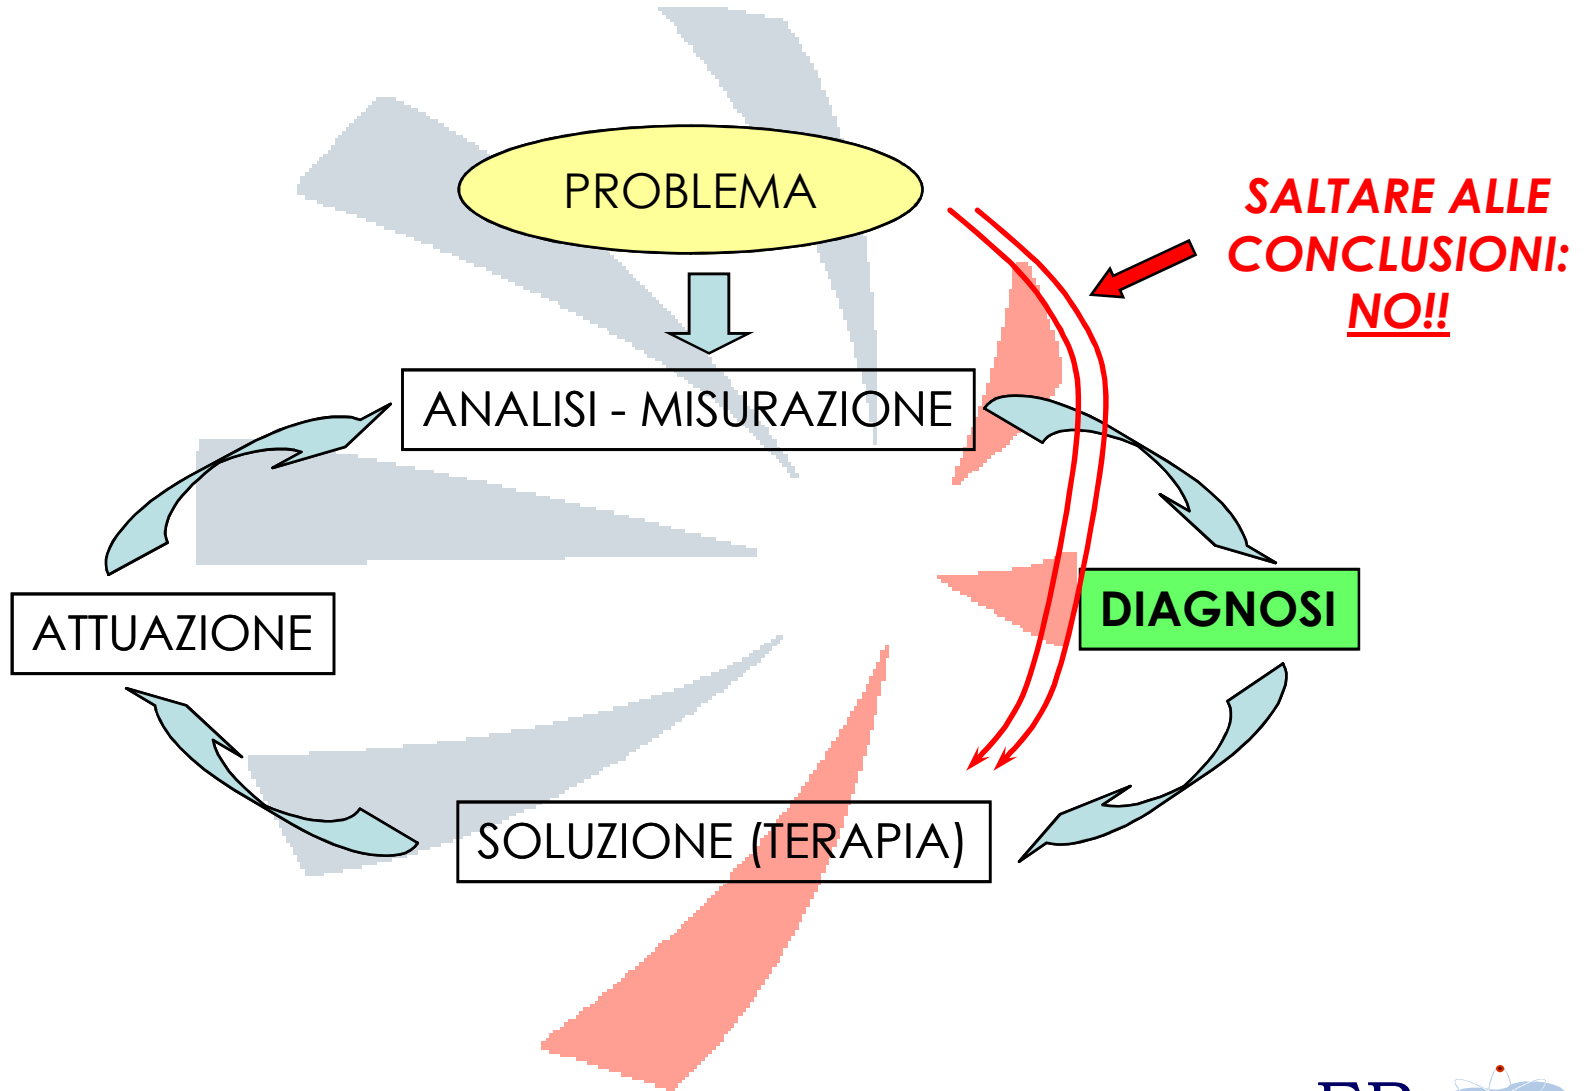 PROBLEMA
SALTARE ALLE
CONCLUSIONI:
NO!!
ANALISI - MISURAZIONE
DIAGNOSI
ATTUAZIONE
SOLUZIONE (TERAPIA)